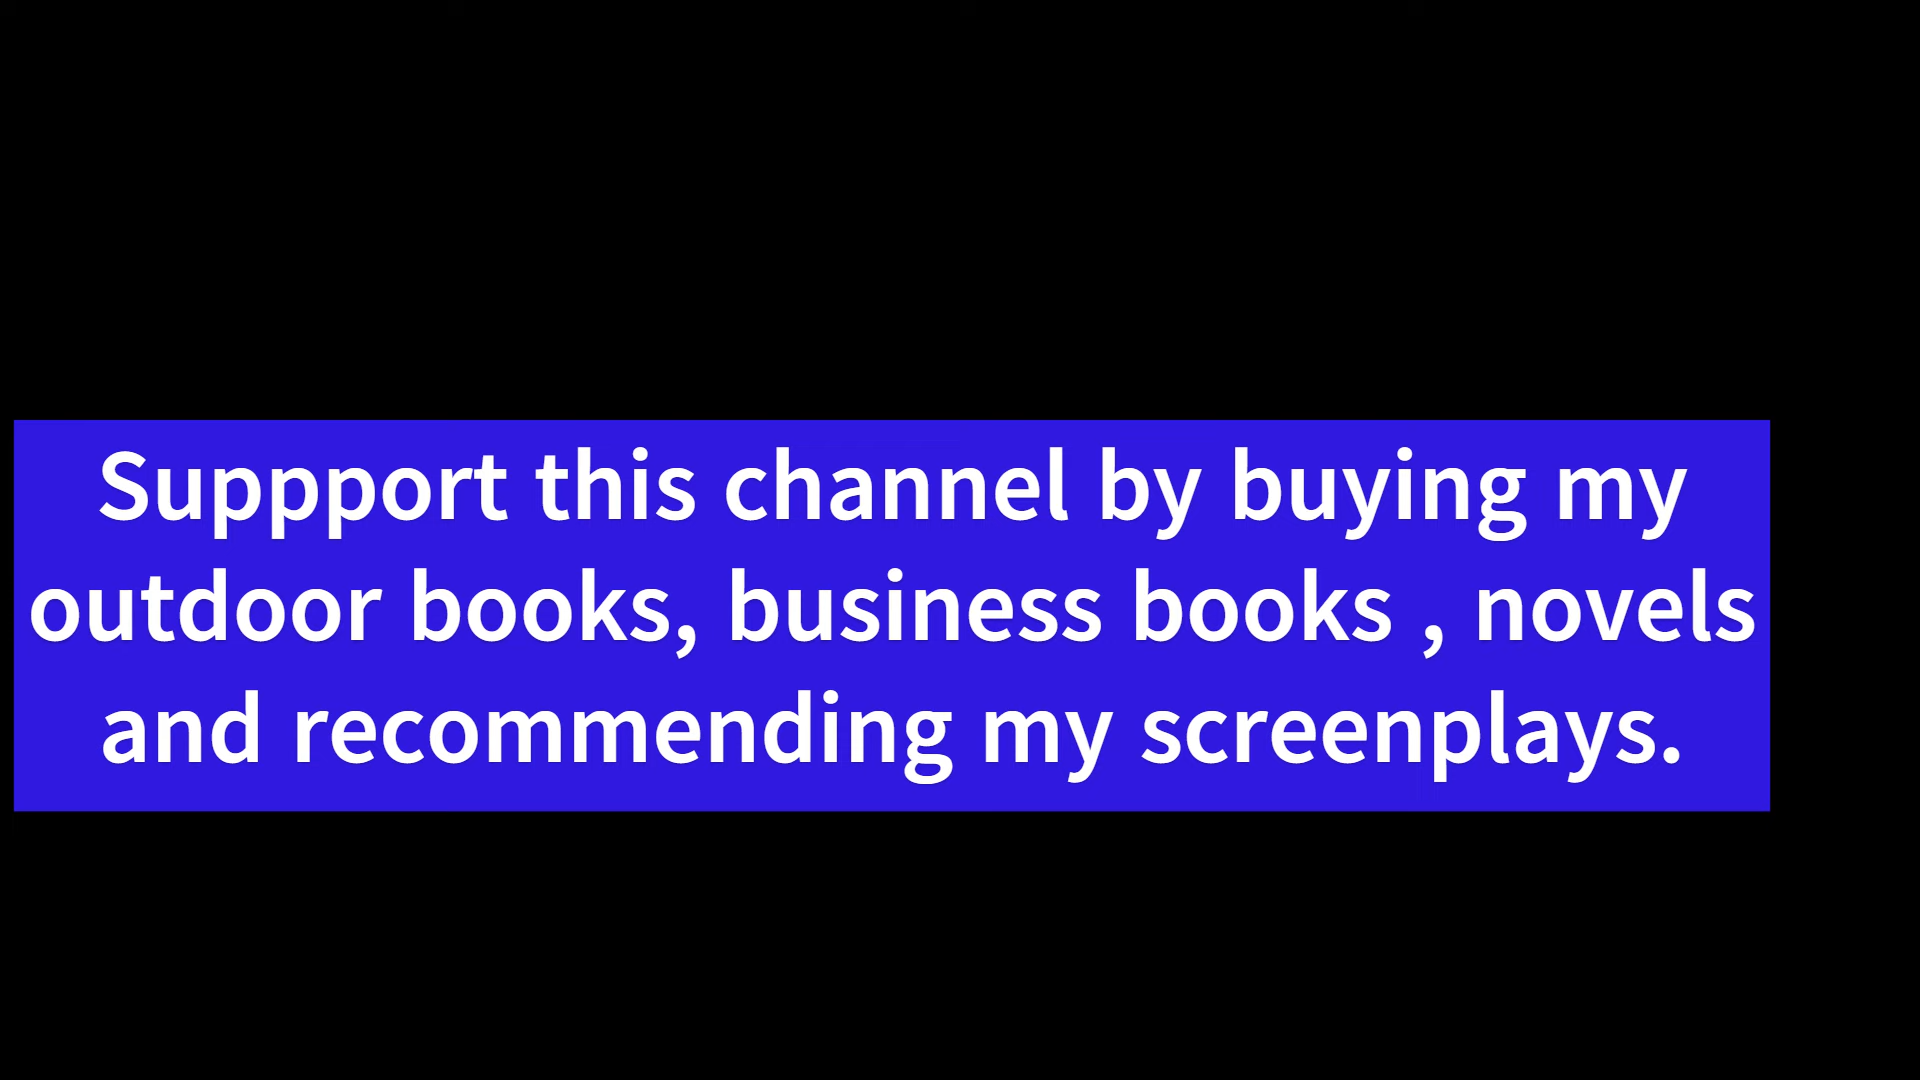 Suppport this channel by buying my
outdoor books, business books , novels
and recommending my screenplays.